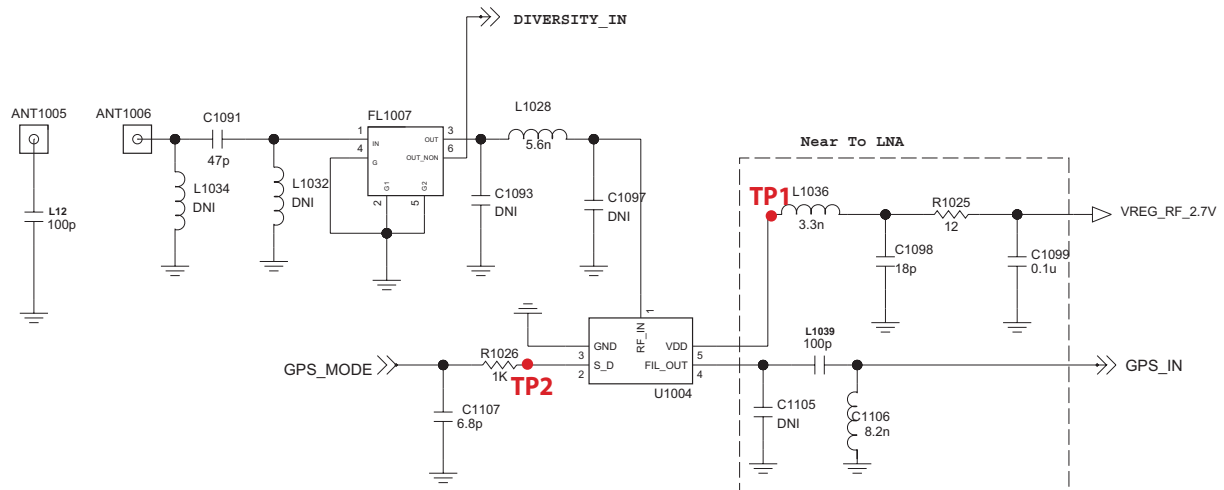 DIVERSITY_IN
ANT1005
ANT1006
C1091
47p
FL1007
L1028
5.6n
1
4
3
6
IN
G
OUT
OUT_NON
G1
G2
2
5
L1034
DNI
L1032
DNI
C1093
DNI
C1097
DNI
L12
100p
Near To LNA
TP1
L1036
3.3n
R1025
12
VREG_RF_2.7V
C1098
18p
C1099
0.1u
1
RF_IN
GND
VDD
3
5
S_D
FIL_OUT
2
4
U1004
GPS_MODE
R1026
1K
TP2
C1107
6.8p
L1039
100p
GPS_IN
C1105
DNI
C1106
8.2n